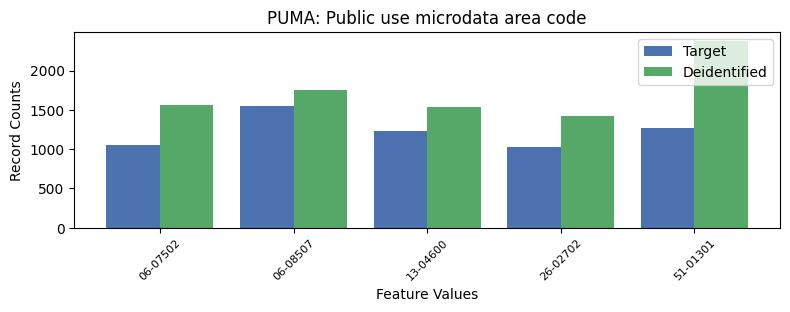 PUMA: Public use microdata area code
Target
Deidentified
Record Counts
2000
1500
1000
500
0
06-07502
06-08507
13-04600
26-02702
51-01301
Feature Values